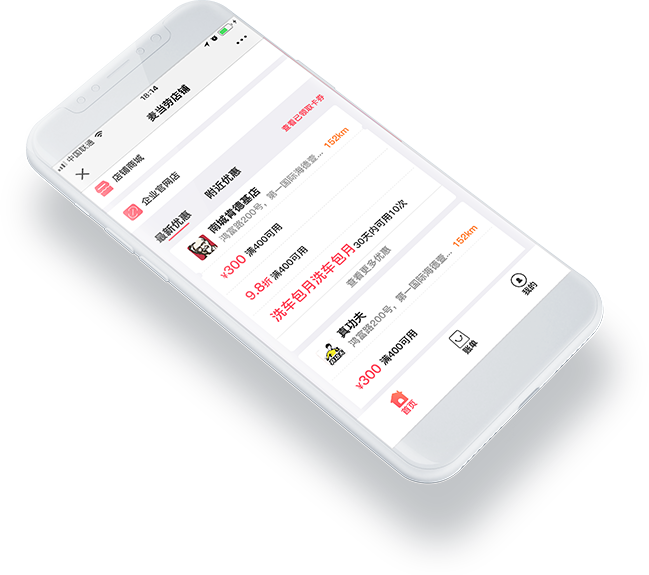 中国联通
18:14
麦当劳店铺
店铺商城
企业官网店
最新优惠
附近优惠
查看已领取卡券
南城肯德基店
鸿富路200号，第一国际海德壹...
152km
¥300 满400可用
9.8折 满400可用
洗车包月洗车包月 30天内可用10次
查看更多优惠
真功夫
鸿富路200号，第一国际海德壹...
152km
¥300 满400可用
首页
账单
我的